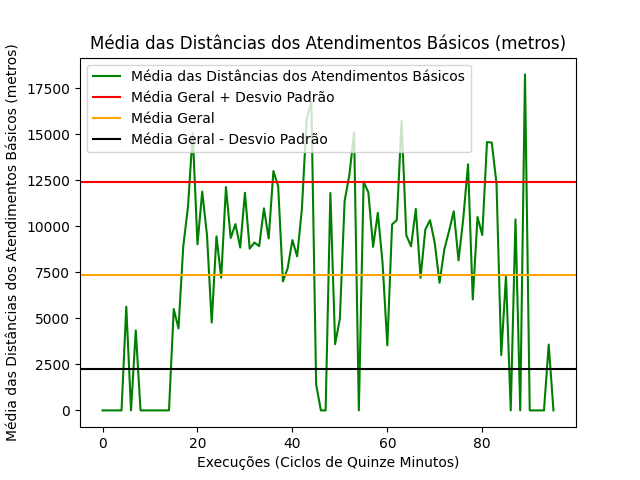 Média das Distâncias dos Atendimentos Básicos (metros)
Média das Distâncias dos Atendimentos Básicos (metros)
17500
15000
12500
10000
7500
5000
2500
0
Média das Distâncias dos Atendimentos Básicos
Média Geral + Desvio Padrão
Média Geral
Média Geral - Desvio Padrão
0 20 40 60 80
Execuções (Ciclos de Quinze Minutos)